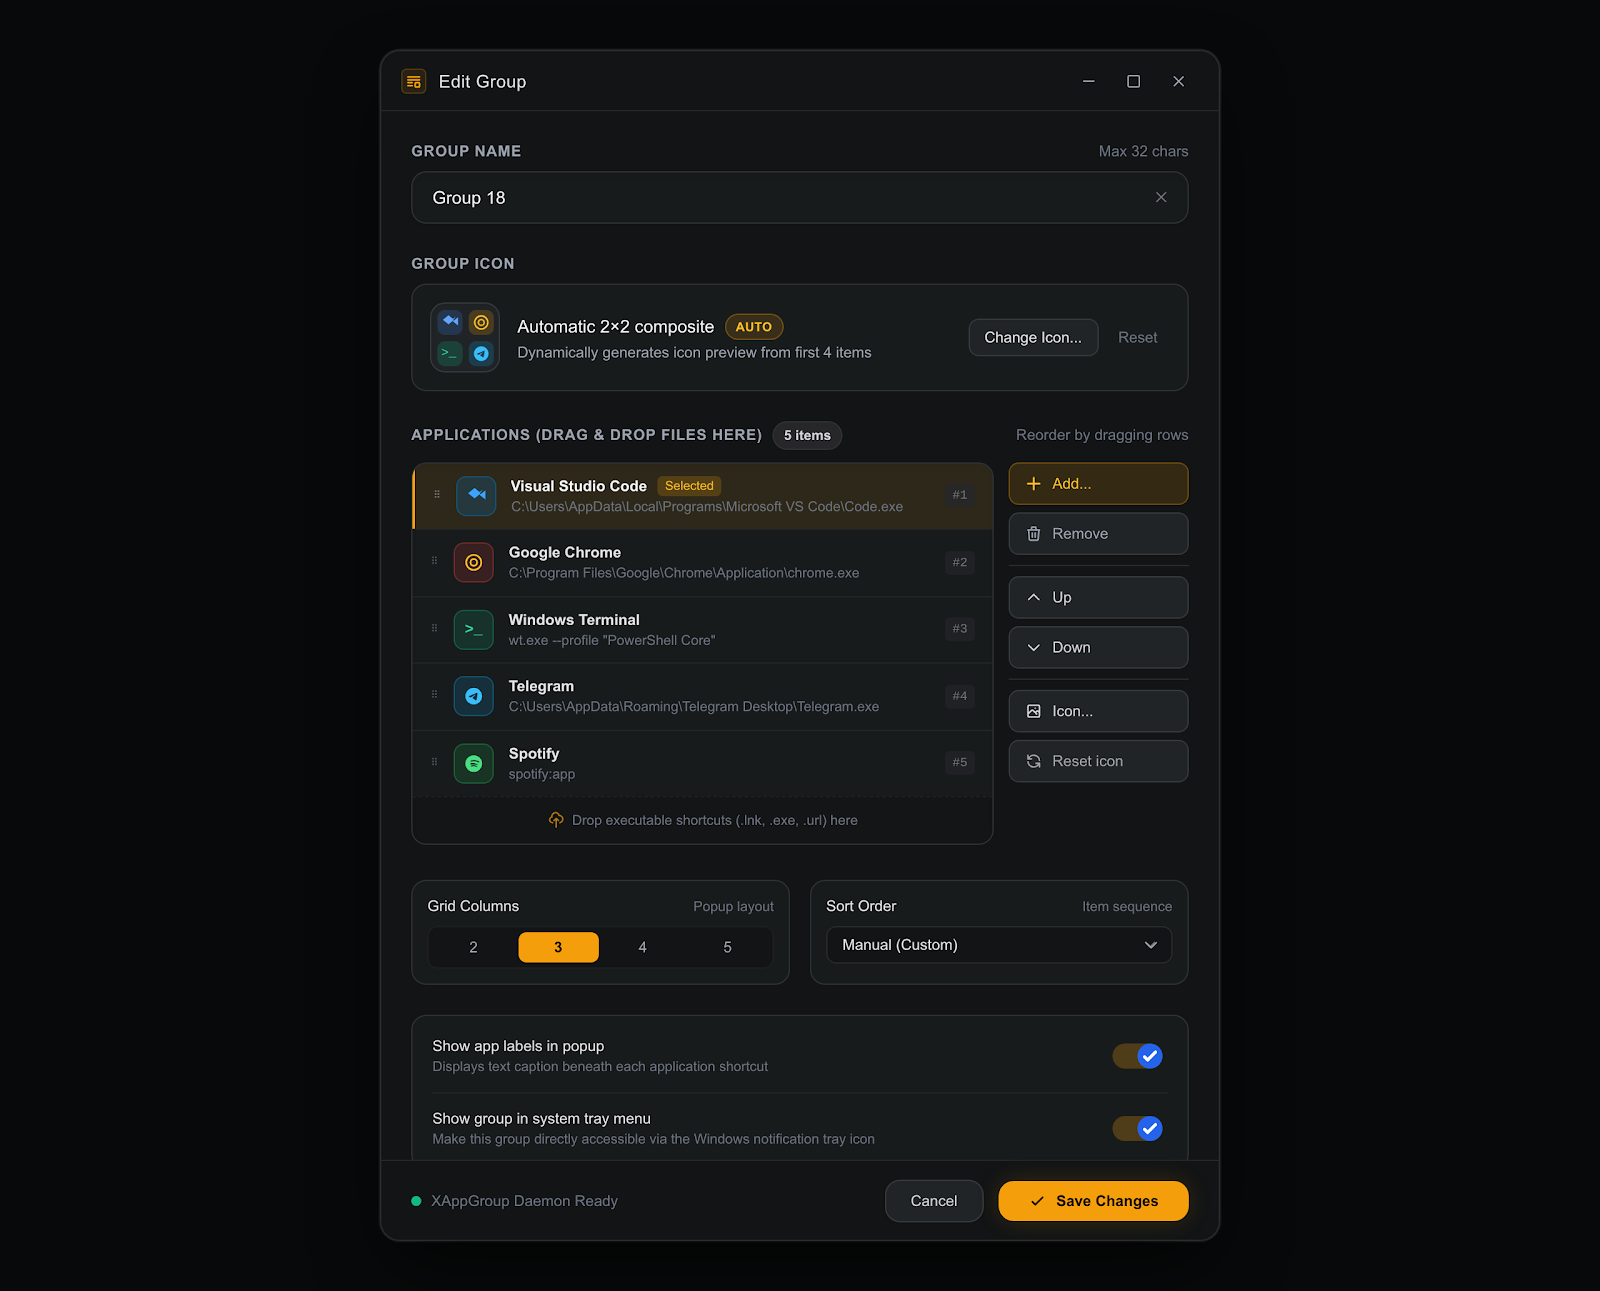 Edit Group
GROUP NAME
Max 32 chars
Group 18
GROUP ICON
>_
Automatic 2×2 composite
AUTO
Dynamically generates icon preview from first 4 items
Change Icon...
Reset
APPLICATIONS (DRAG & DROP FILES HERE)
5 items
Reorder by dragging rows
Visual Studio Code
Selected
C:\Users\AppData\Local\Programs\Microsoft VS Code\Code.exe
#1
Google Chrome
C:\Program Files\Google\Chrome\Application\chrome.exe
#2
>_
Windows Terminal
wt.exe --profile "PowerShell Core"
#3
Telegram
C:\Users\AppData\Roaming\Telegram Desktop\Telegram.exe
#4
Spotify
spotify:app
#5
Drop executable shortcuts (.lnk, .exe, .url) here
Add...
Remove
Up
Down
Icon...
Reset icon
Grid Columns
Popup layout
2 3 4 5
Sort Order
Item sequence
Manual (Custom)
Show app labels in popup
Displays text caption beneath each application shortcut
Show group in system tray menu
Make this group directly accessible via the Windows notification tray icon
XAppGroup Daemon Ready
Cancel
Save Changes